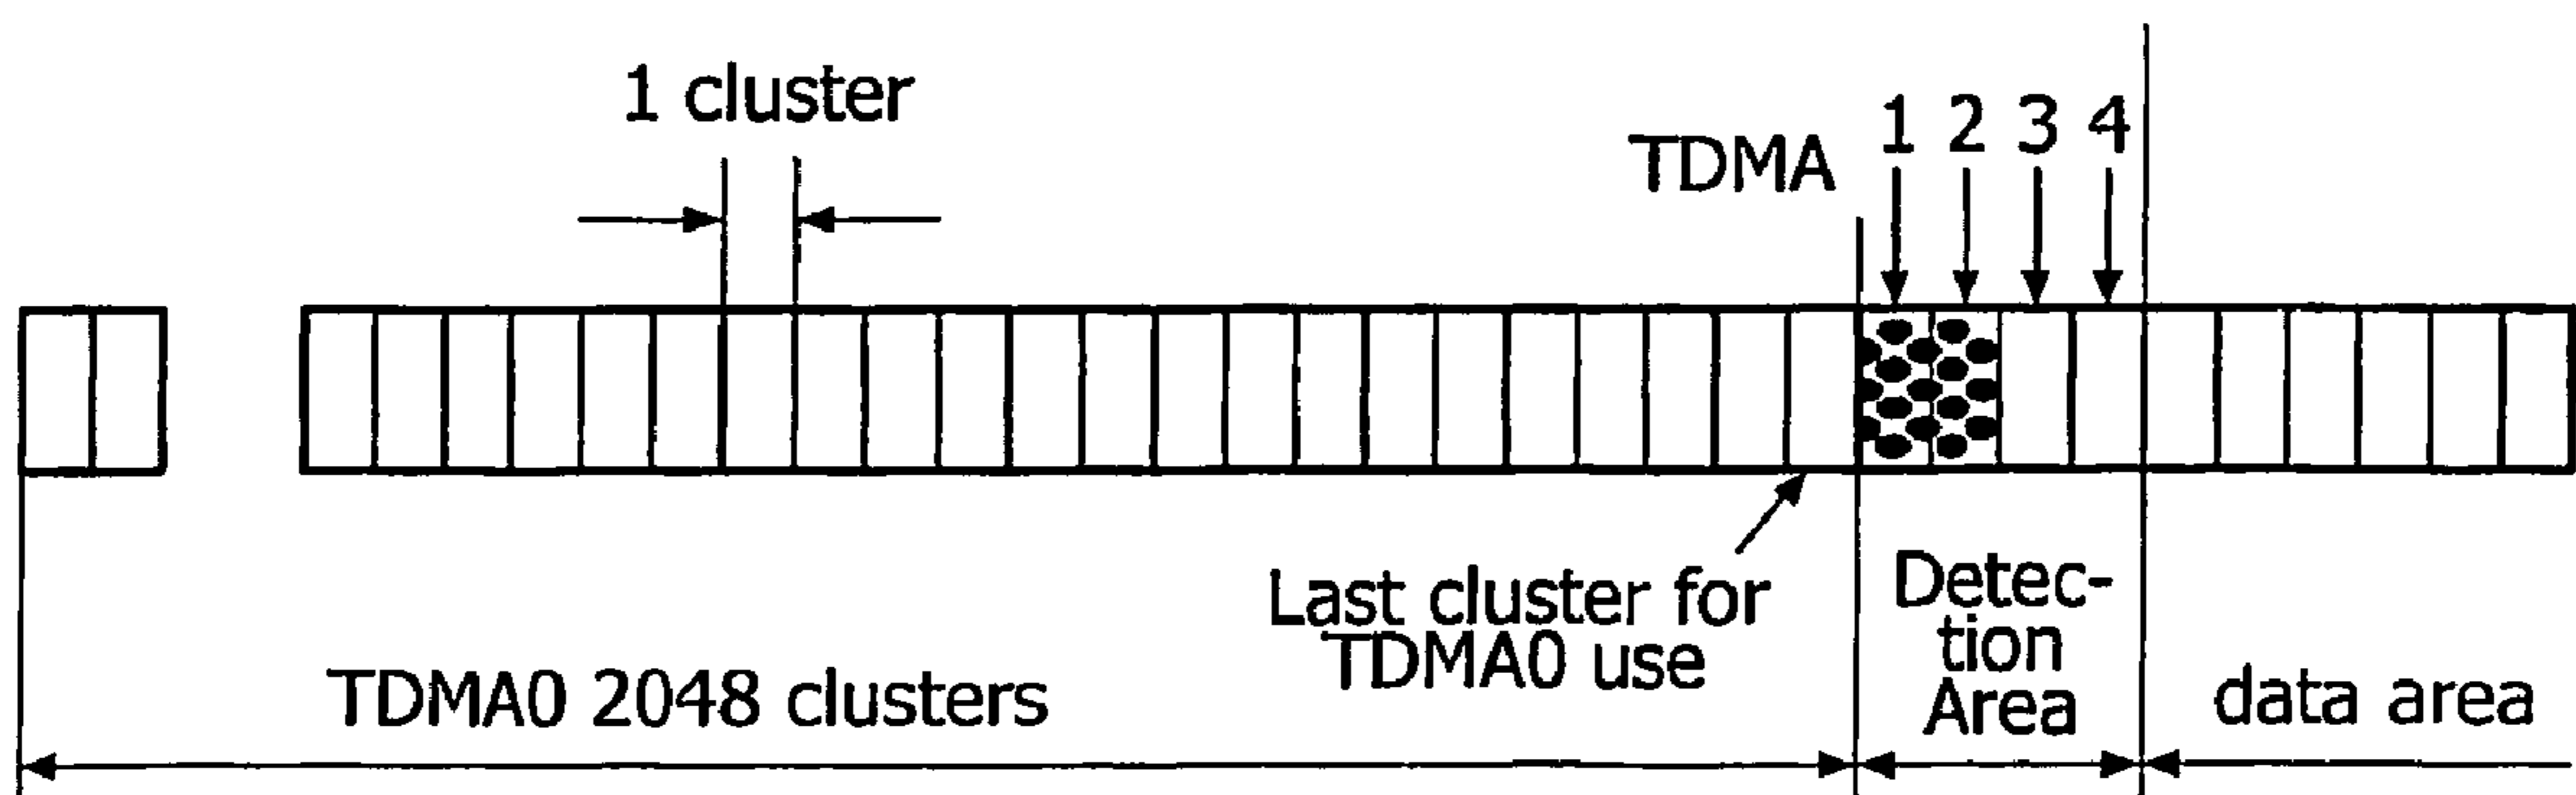 1 cluster
TDMA 1 2 3 4
Last cluster for
TDMA0 use
Detec-
tion
Area
TDMA0 2048 clusters
data area